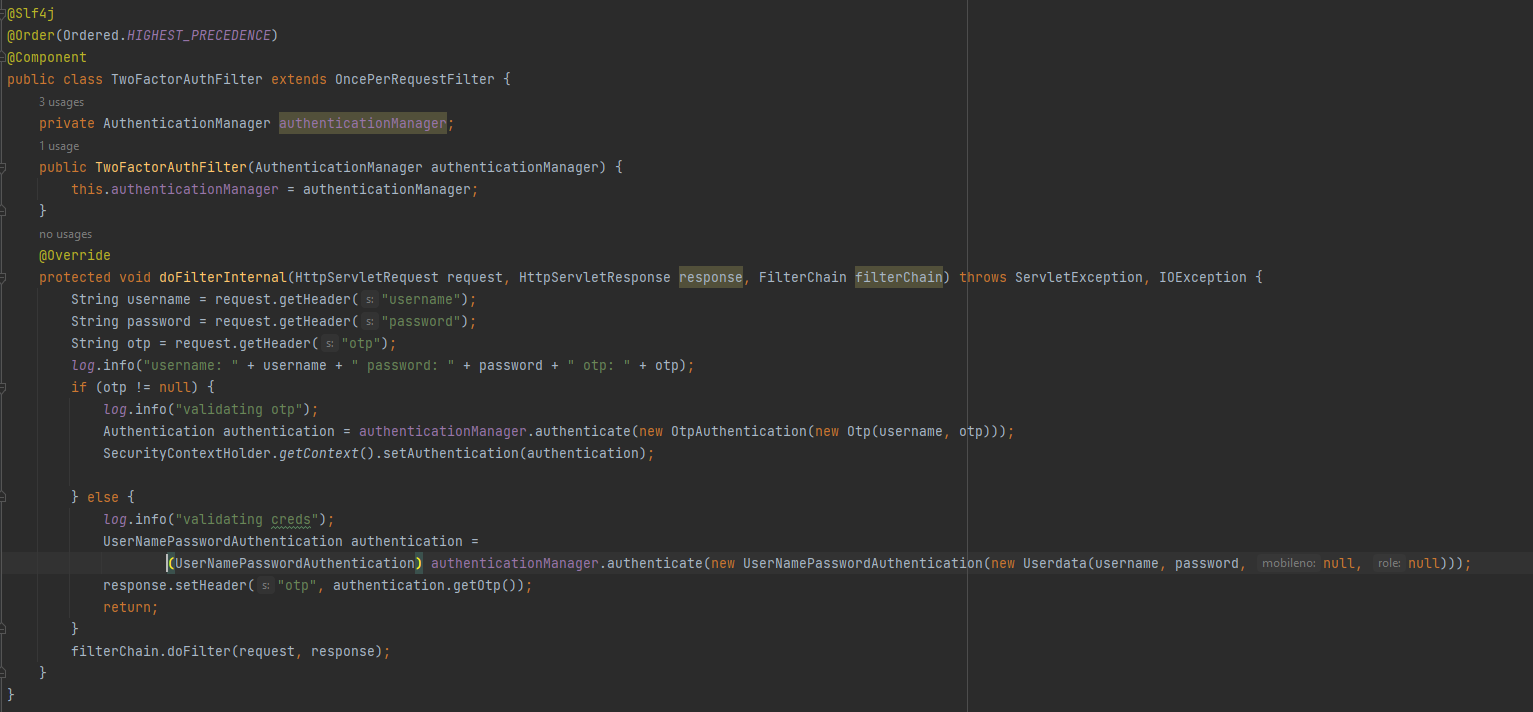 @Slf4j
@Order(Ordered.HIGHEST_PRECEDENCE)
@Component
public class TwoFactorAuthFilter extends OncePerRequestFilter {
3 usages
private AuthenticationManager authenticationManager;
1 usage
public TwoFactorAuthFilter(AuthenticationManager authenticationManager) {
this.authenticationManager = authenticationManager;
}
no usages
@Override
protected void doFilterInternal(HttpServletRequest request, HttpServletResponse response, FilterChain filterChain) throws ServletException, IOException {
String username = request.getHeader( s: "username");
String password = request.getHeader( s: "password");
String otp = request.getHeader( s: "otp");
log.info("username: " + username + " password: " + password + " otp: " + otp);
if (otp != null) {
log.info("validating otp");
Authentication authentication = authenticationManager.authenticate(new OtpAuthentication(new Otp(username, otp)));
SecurityContextHolder.getContext().setAuthentication(authentication);
} else {
log.info("validating creds");
UserNamePasswordAuthentication authentication =
(UserNamePasswordAuthentication) authenticationManager.authenticate(new UserNamePasswordAuthentication(new Userdata(username, password, mobileno: null, role: null)));
response.setHeader( s: "otp", authentication.getOtp());
return;
}
filterChain.doFilter(request, response);
}
}